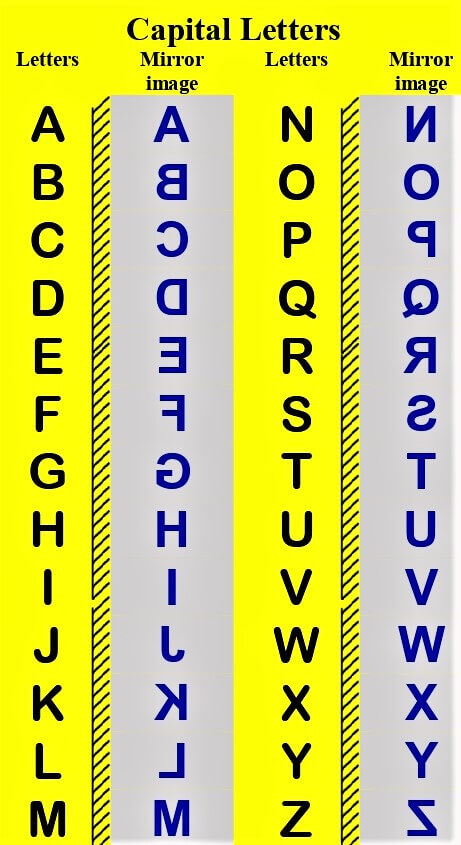 Capital Letters
Letters Mirror image Letters Mirror image
A A N N
B B O O
C C P P
D D Q Q
E E R R
F F S S
G G T T
H H U U
I I V V
J J W W
K K X X
L L Y Y
M M Z Z